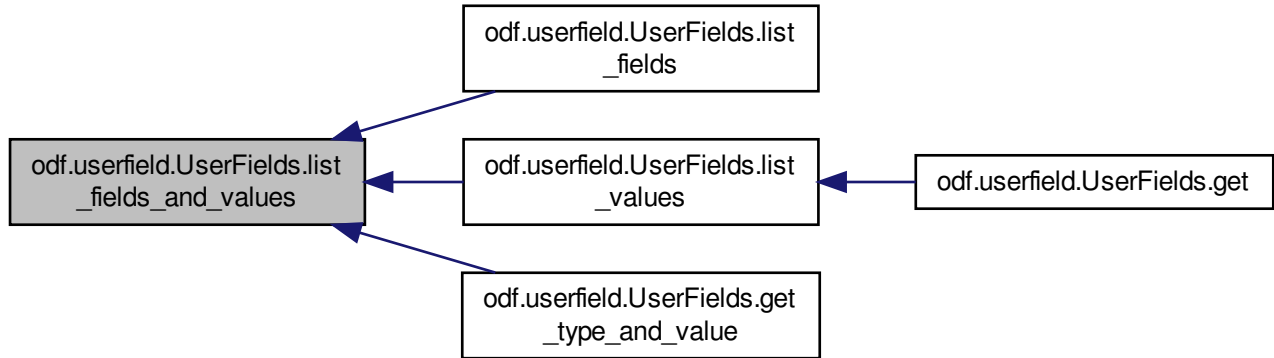 odf.userfield.UserFields.list
_fields
odf.userfield.UserFields.list
_fields_and_values
odf.userfield.UserFields.list
_values
odf.userfield.UserFields.get
odf.userfield.UserFields.get
_type_and_value